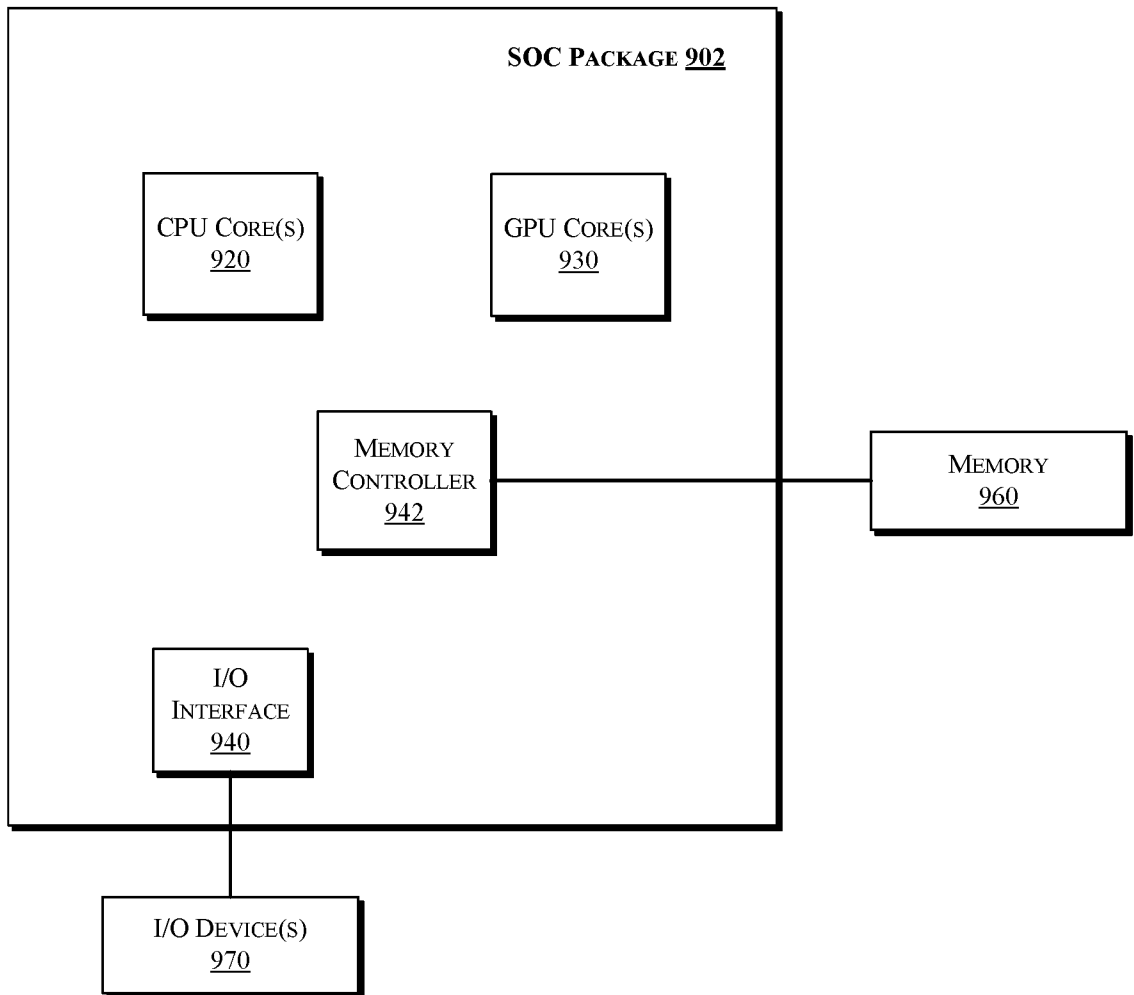 SOC PACKAGE 902
CPU CORE(S)
920
GPU CORE(S)
930
MEMORY
CONTROLLER
942
MEMORY
960
I/O
INTERFACE
940
I/O DEVICE(S)
970